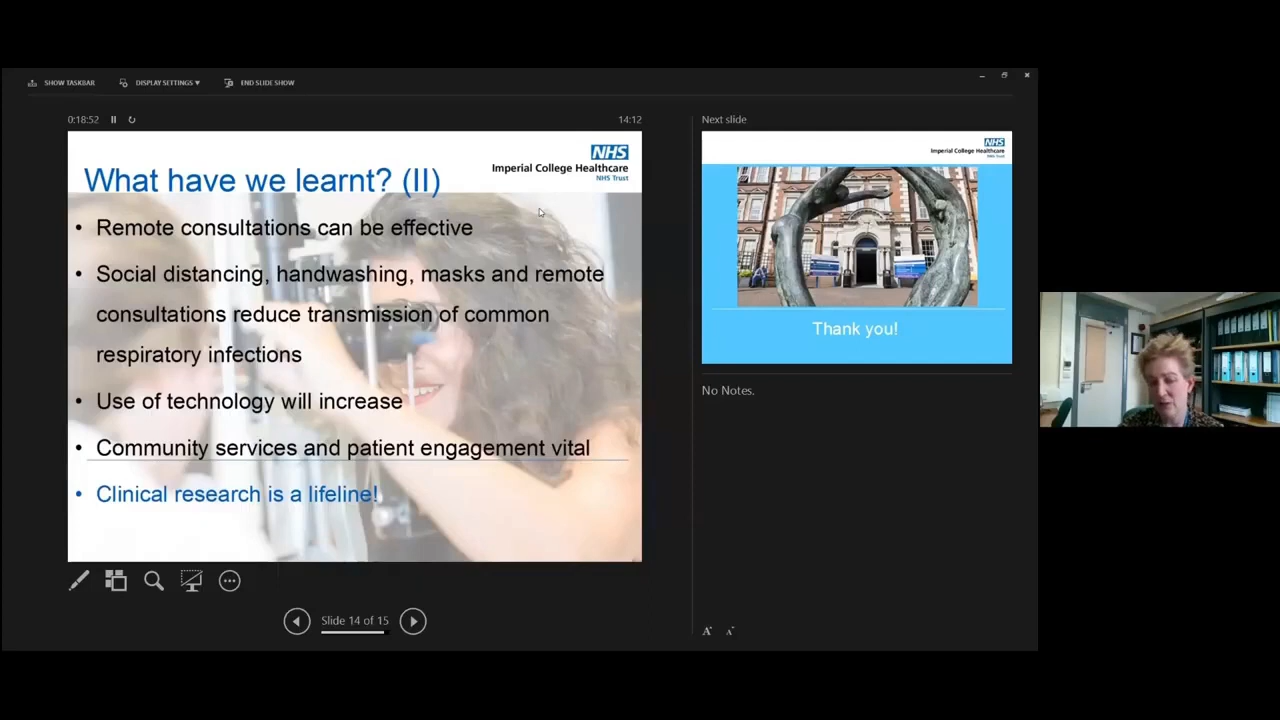 SHOW TASKBAR
DISPLAY SETTINGS ▼
END SLIDE SHOW
0:18:52
14:12
NHS
Imperial College Healthcare
NHS Trust
What have we learnt? (II)
• Remote consultations can be effective
• Social distancing, handwashing, masks and remote
consultations reduce transmission of common
respiratory infections
• Use of technology will increase
• Community services and patient engagement vital
• Clinical research is a lifeline!
Slide 14 of 15
Next slide
NHS
Imperial College Healthcare
NHS Trust
Thank you!
No Notes.
A
A